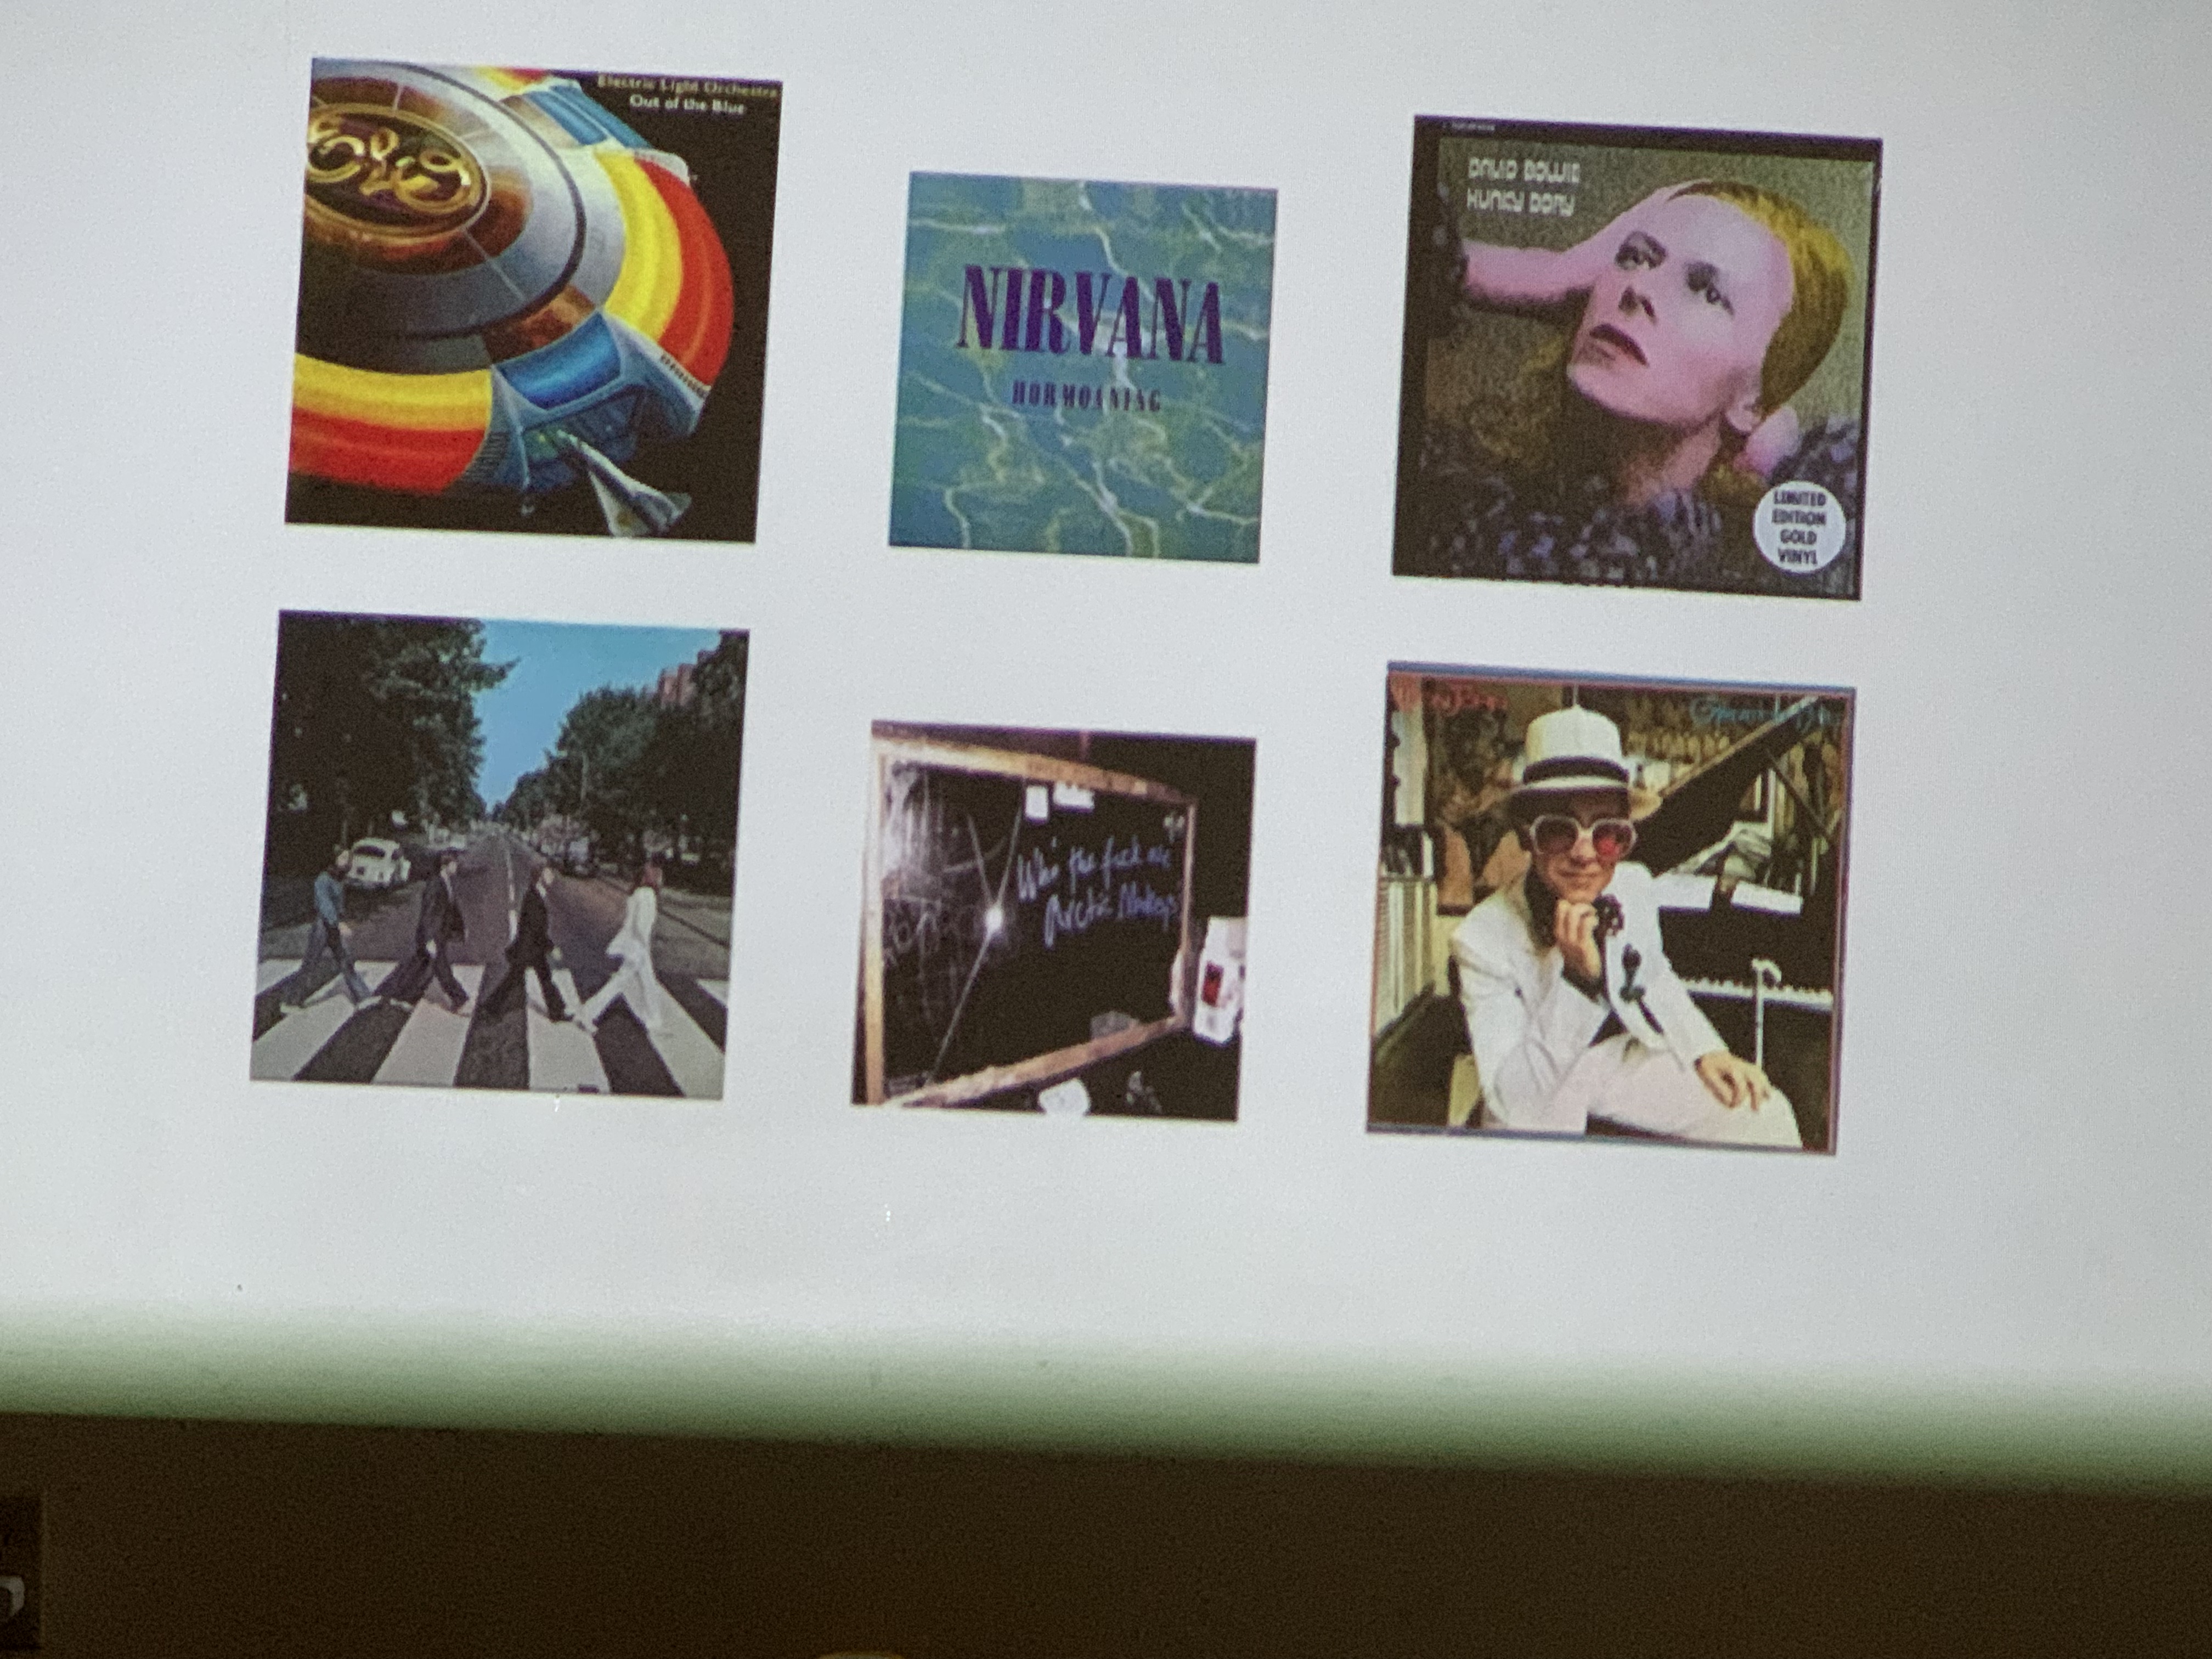 Electric Light Orchestra
Out of the Blue
ELO
NIRVANA
HORMOANING
DAVID BOWIE
HUNKY DORY
LIMITED
EDITION
GOLD
VINYL
Who the fuck are
Arctic Monkeys